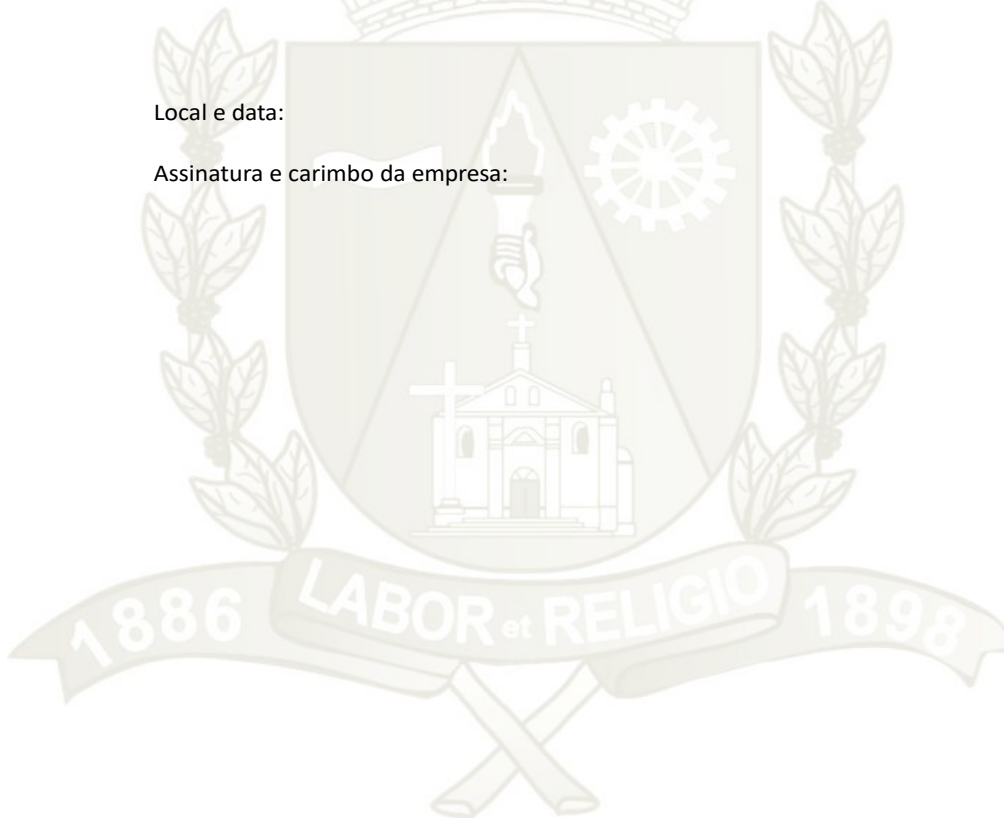 Local e data:
Assinatura e carimbo da empresa:
1886 LABOR et RELIGIO 1898